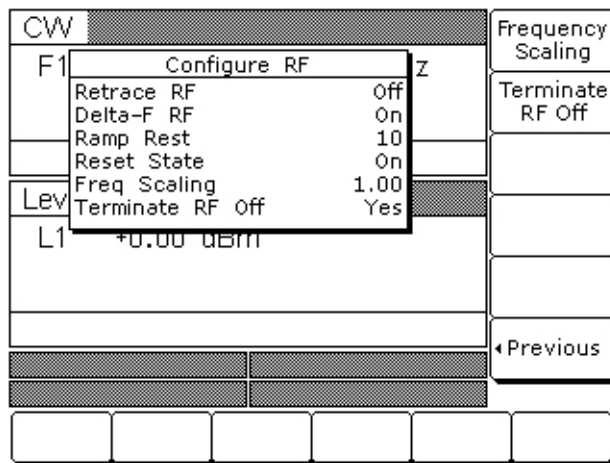 CW
F1
z
Configure RF
Retrace RF Off
Delta-F RF On
Ramp Rest 10
Reset State On
Freq Scaling 1.00
Terminate RF Off Yes
Lev
L1 +0.00 dBm
Frequency
Scaling
Terminate
RF Off
Previous